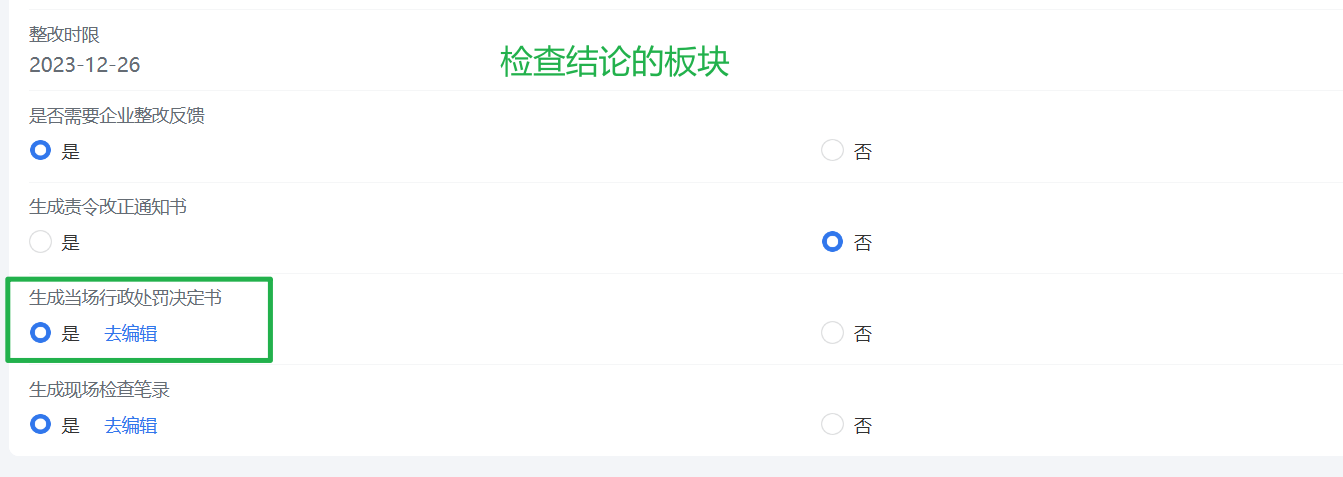 整改时限
检查结论的板块
2023-12-26
是否需要企业整改反馈
是 否
生成责令改正通知书
是 否
生成当场行政处罚决定书
是 去编辑 否
生成现场检查笔录
是 去编辑 否